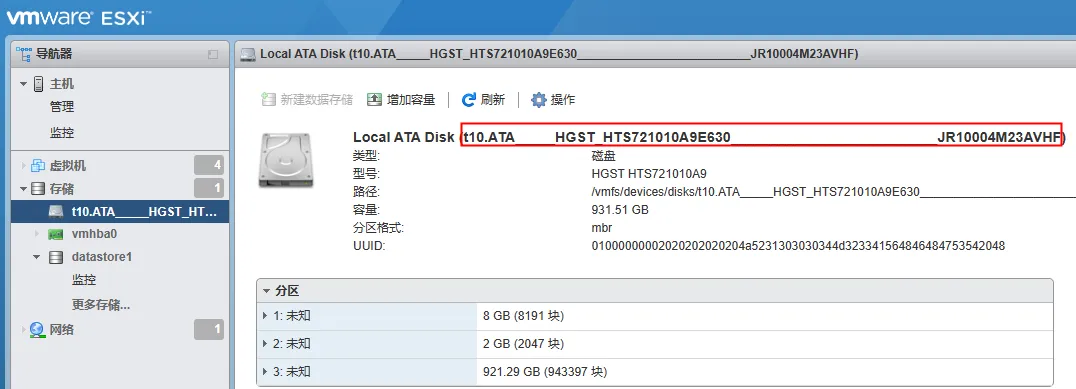 vmware ESXi™
导航器
主机
管理
监控
虚拟机 4
存储 1
t10.ATA_____HGST_HT...
vmhba0
datastore1
监控
更多存储...
网络 1
Local ATA Disk (t10.ATA_____HGST_HTS721010A9E630__________________________JR10004M23AVHF)
新建数据存储 增加容量 刷新 操作
Local ATA Disk (t10.ATA_____HGST_HTS721010A9E630__________________________JR10004M23AVHF)
类型: 磁盘
型号: HGST HTS721010A9
路径: /vmfs/devices/disks/t10.ATA_____HGST_HTS721010A9E630____________________
容量: 931.51 GB
分区格式: mbr
UUID: 01000000002020202020204a5231303030344d323341564846484753542048
分区
1: 未知 8 GB (8191 块)
2: 未知 2 GB (2047 块)
3: 未知 921.29 GB (943397 块)